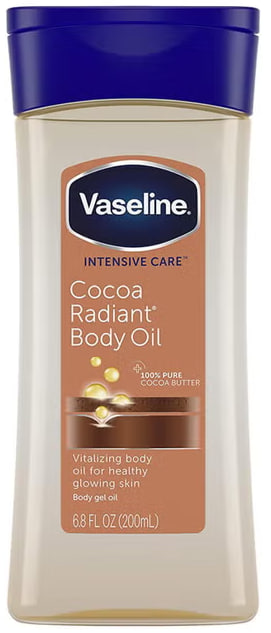 Vaseline.
INTENSIVE CARE™
Cocoa
Radiant®
Body Oil
+100% PURE
COCOA BUTTER
Vitalizing body
oil for healthy
glowing skin
Body gel oil
6.8 FL OZ (200mL)